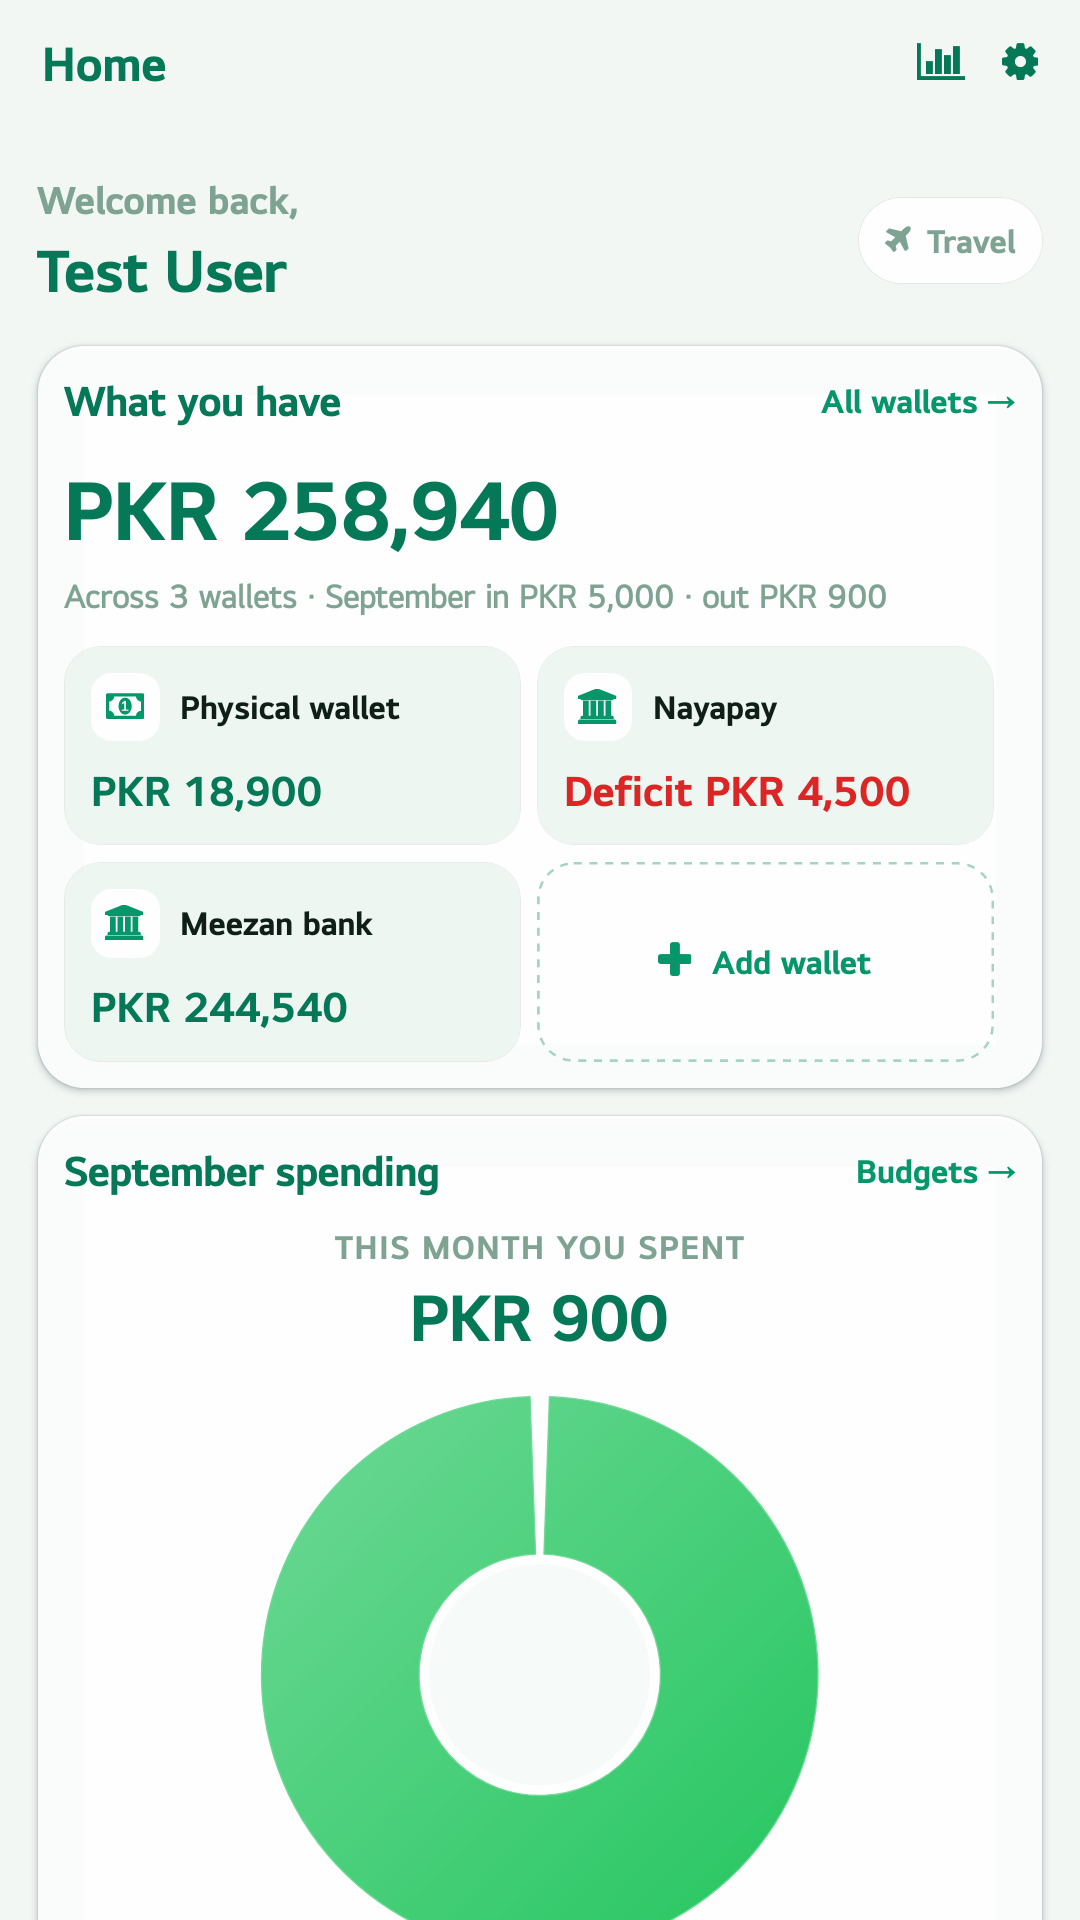 Home
Welcome back,
Test User
Travel
What you have
All wallets →
PKR 258,940
Across 3 wallets · September in PKR 5,000 · out PKR 900
Physical wallet
PKR 18,900
Nayapay
Deficit PKR 4,500
Meezan bank
PKR 244,540
Add wallet
September spending
Budgets →
THIS MONTH YOU SPENT
PKR 900